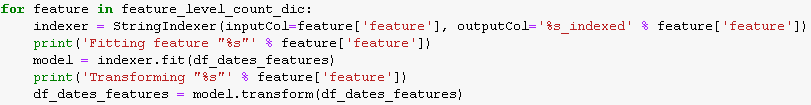 for feature in feature_level_count_dic:
    indexer = StringIndexer(inputCol=feature['feature'], outputCol='%s_indexed' % feature['feature'])
    print('Fitting feature "%s"' % feature['feature'])
    model = indexer.fit(df_dates_features)
    print('Transforming "%s"' % feature['feature'])
    df_dates_features = model.transform(df_dates_features)